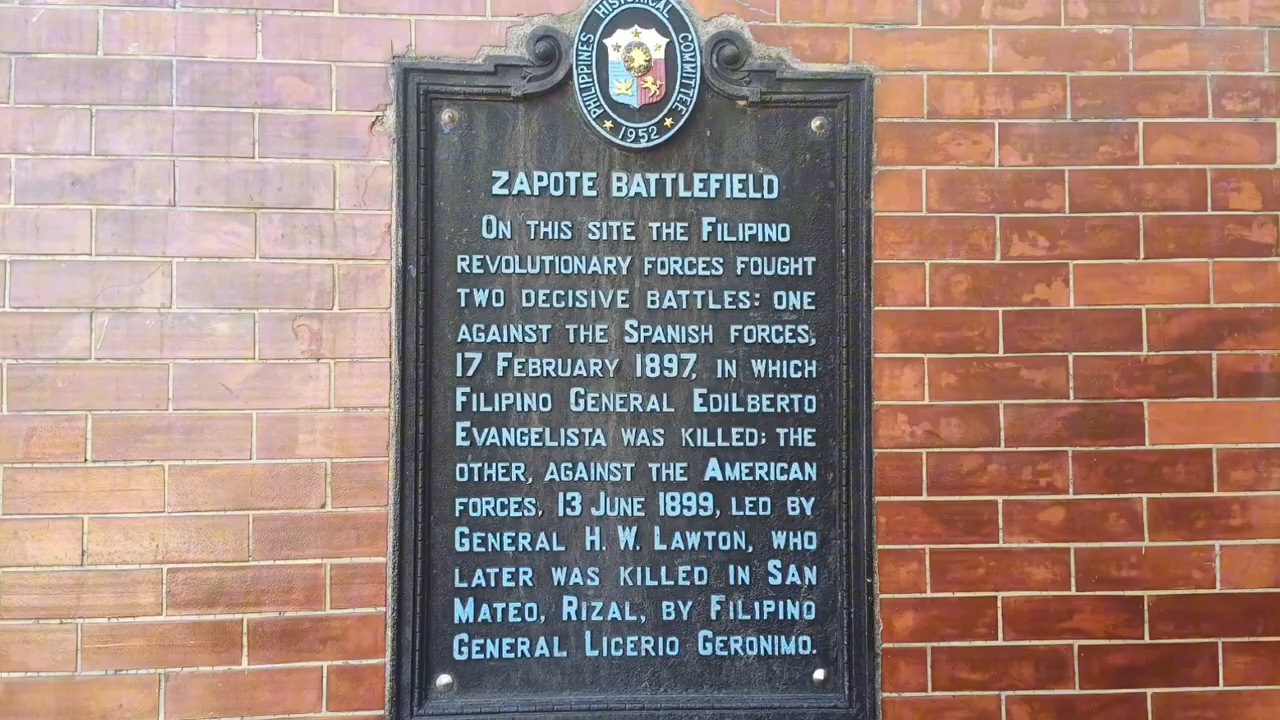 PHILIPPINES HISTORICAL COMMITTEE
1952
ZAPOTE BATTLEFIELD
ON THIS SITE THE FILIPINO
REVOLUTIONARY FORCES FOUGHT
TWO DECISIVE BATTLES: ONE
AGAINST THE SPANISH FORCES,
17 FEBRUARY 1897, IN WHICH
FILIPINO GENERAL EDILBERTO
EVANGELISTA WAS KILLED: THE
OTHER, AGAINST THE AMERICAN
FORCES, 13 JUNE 1899, LED BY
GENERAL H. W. LAWTON, WHO
LATER WAS KILLED IN SAN
MATEO, RIZAL, BY FILIPINO
GENERAL LICERIO GERONIMO.